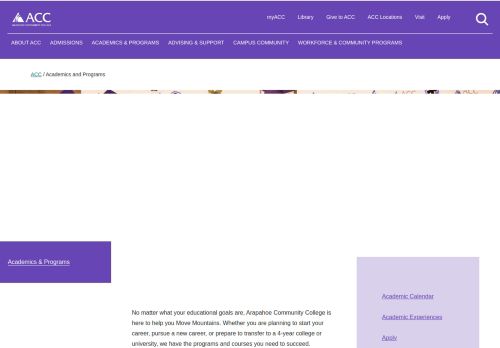 myACC Library Give to ACC ACC Locations Visit Apply
ACC
ABOUT ACC ADMISSIONS ACADEMICS & PROGRAMS ADVISING & SUPPORT CAMPUS COMMUNITY WORKFORCE & COMMUNITY PROGRAMS
ACC / Academics and Programs
Academics & Programs
No matter what your educational goals are, Arapahoe Community College is
here to help you Move Mountains. Whether you are planning to start your
career, pursue a new career, or prepare to transfer to a 4-year college or
university, we have the programs and courses you need to succeed.
Academic Calendar
Academic Experiences
Apply